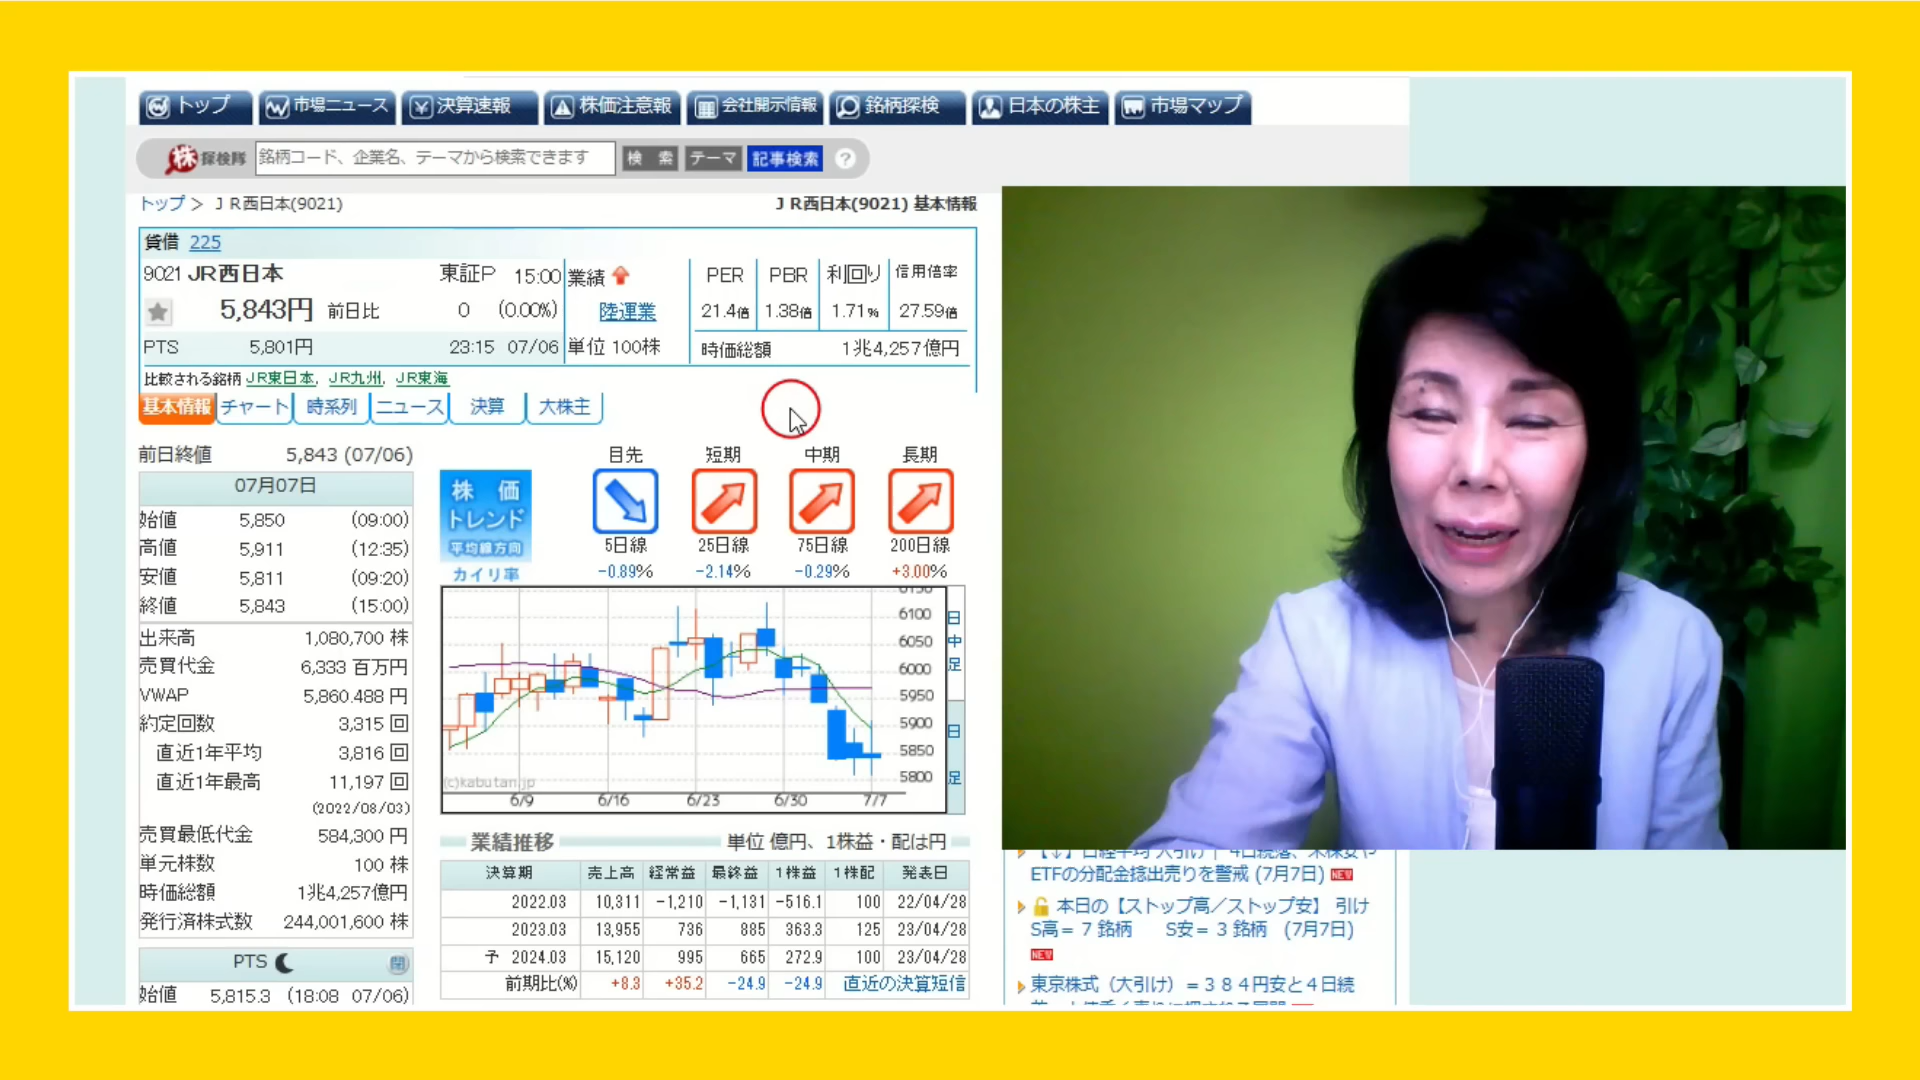 トップ 市場ニュース 決算速報 株価注意報 会社開示情報 銘柄探検 日本の株主 市場マップ
株探検隊 銘柄コード、企業名、テーマから検索できます 検 索 テーマ 記事検索 ?
トップ > ＪＲ西日本(9021)
ＪＲ西日本(9021) 基本情報
貸借 225
9021 JR西日本 東証P 15:00
5,843円 前日比 0 (0.00%)
PTS 5,801円 23:15 07/06
業績
陸運業
単位 100株
PER PBR 利回り 信用倍率
21.4倍 1.38倍 1.71% 27.59倍
時価総額 1兆4,257億円
比較される銘柄 JR東日本, JR九州, JR東海
基本情報 チャート 時系列 ニュース 決算 大株主
前日終値 5,843 (07/06)
07月07日
始値 5,850 (09:00)
高値 5,911 (12:35)
安値 5,811 (09:20)
終値 5,843 (15:00)
出来高 1,080,700 株
売買代金 6,333 百万円
VWAP 5,860.488 円
約定回数 3,315 回
直近1年平均 3,816 回
直近1年最高 11,197 回
(2022/08/03)
売買最低代金 584,300 円
単元株数 100 株
時価総額 1兆4,257億円
発行済株式数 244,001,600 株
PTS 閉
始値 5,815.3 (18:08 07/06)
株 価
トレンド
平均線方向
カイリ率
目先 短期 中期 長期
5日線 25日線 75日線 200日線
-0.89% -2.14% -0.29% +3.00%
6150
6100
6050
6000
5950
5900
5850
5800
(c)kabutan.jp
6/9 6/16 6/23 6/30 7/7
日中足
日足
業績推移 単位 億円、1株益・配は円
決算期 売上高 経常益 最終益 1株益 1株配 発表日
2022.03 10,311 -1,210 -1,131 -516.1 100 22/04/28
2023.03 13,955 736 885 363.3 125 23/04/28
予 2024.03 15,120 995 665 272.9 100 23/04/28
前期比(%) +8.3 +35.2 -24.9 -24.9 直近の決算短信
【↓】日経平均 大引け｜ 4日続落、米株安や
ETFの分配金捻出売りを警戒 (7月7日) NEW
本日の【ストップ高／ストップ安】 引け
S高＝ 7 銘柄 S安＝ 3 銘柄 (7月7日)
NEW
東京株式（大引け）＝３８４円安と４日続